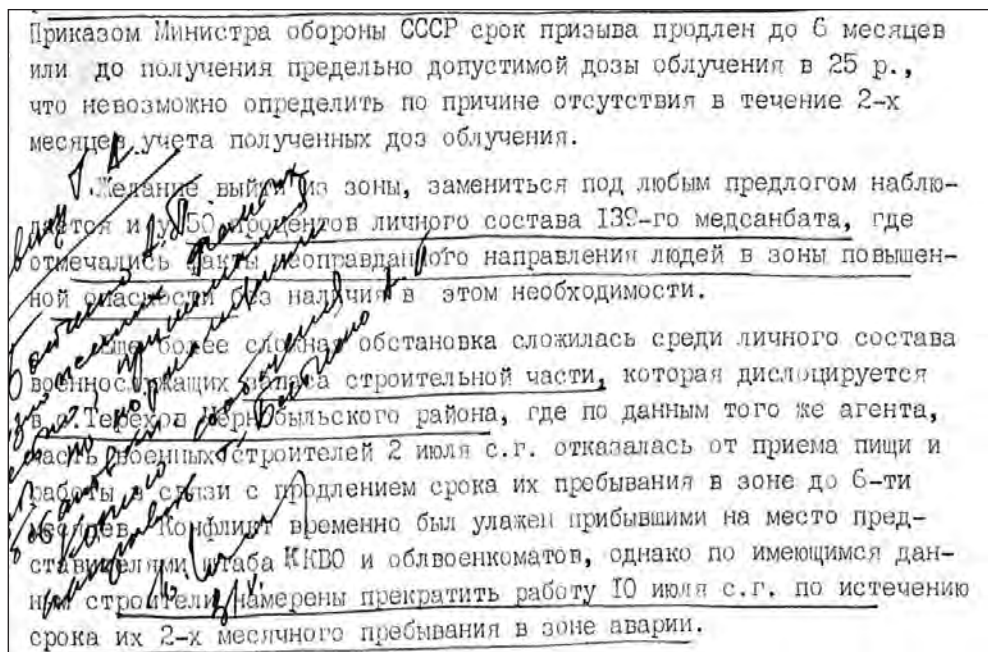 Приказом Министра обороны СССР срок призыва продлен до 6 месяцев
или до получения предельно допустимой дозы облучения в 25 р.,
что невозможно определить по причине отсутствия в течение 2-х
месяцев учета полученных доз облучения.
Желание выйти из зоны, замениться под любым предлогом наблю-
дается и у 50 процентов личного состава 139-го медсанбата, где
отмечались факты неоправданного направления людей в зоны повышен-
ной опасности без наличия в этом необходимости.
Еще более сложная обстановка сложилась среди личного состава
военнослужащих запаса строительной части, которая дислоцируется
в с. Терехов Чернобыльского района, где по данным того же агента,
часть военных строителей 2 июля с.г. отказалась от приема пищи и
работы в связи с продлением срока их пребывания в зоне до 6-ти
месяцев. Конфликт временно был улажен прибывшими на место пред-
ставителями штаба ККВО и облвоенкоматов, однако по имеющимся дан-
ным строители намерены прекратить работу 10 июля с.г. по истечению
срока их 2-х месячного пребывания в зоне аварии.